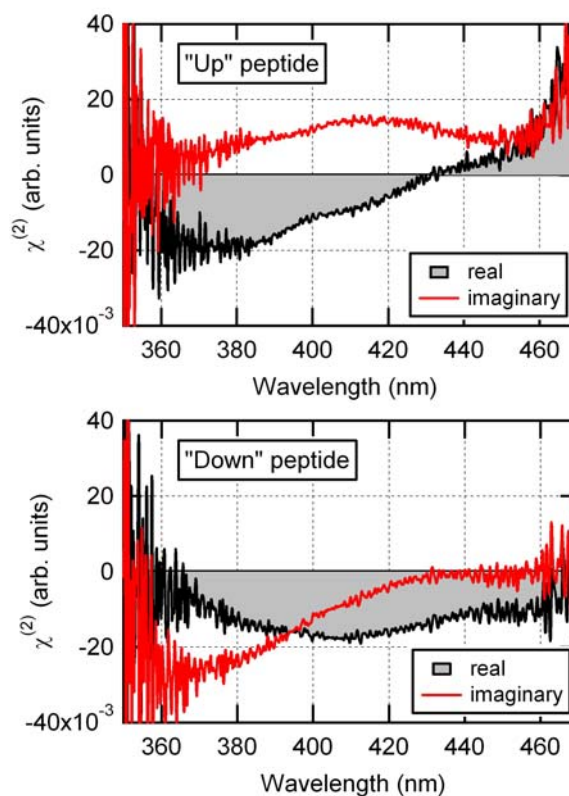 40
"Up" peptide
20
0
-20
-40x10⁻³
χ⁽²⁾ (arb. units)
real
imaginary
360 380 400 420 440 460
Wavelength (nm)
40
"Down" peptide
20
0
-20
-40x10⁻³
χ⁽²⁾ (arb. units)
real
imaginary
360 380 400 420 440 460
Wavelength (nm)